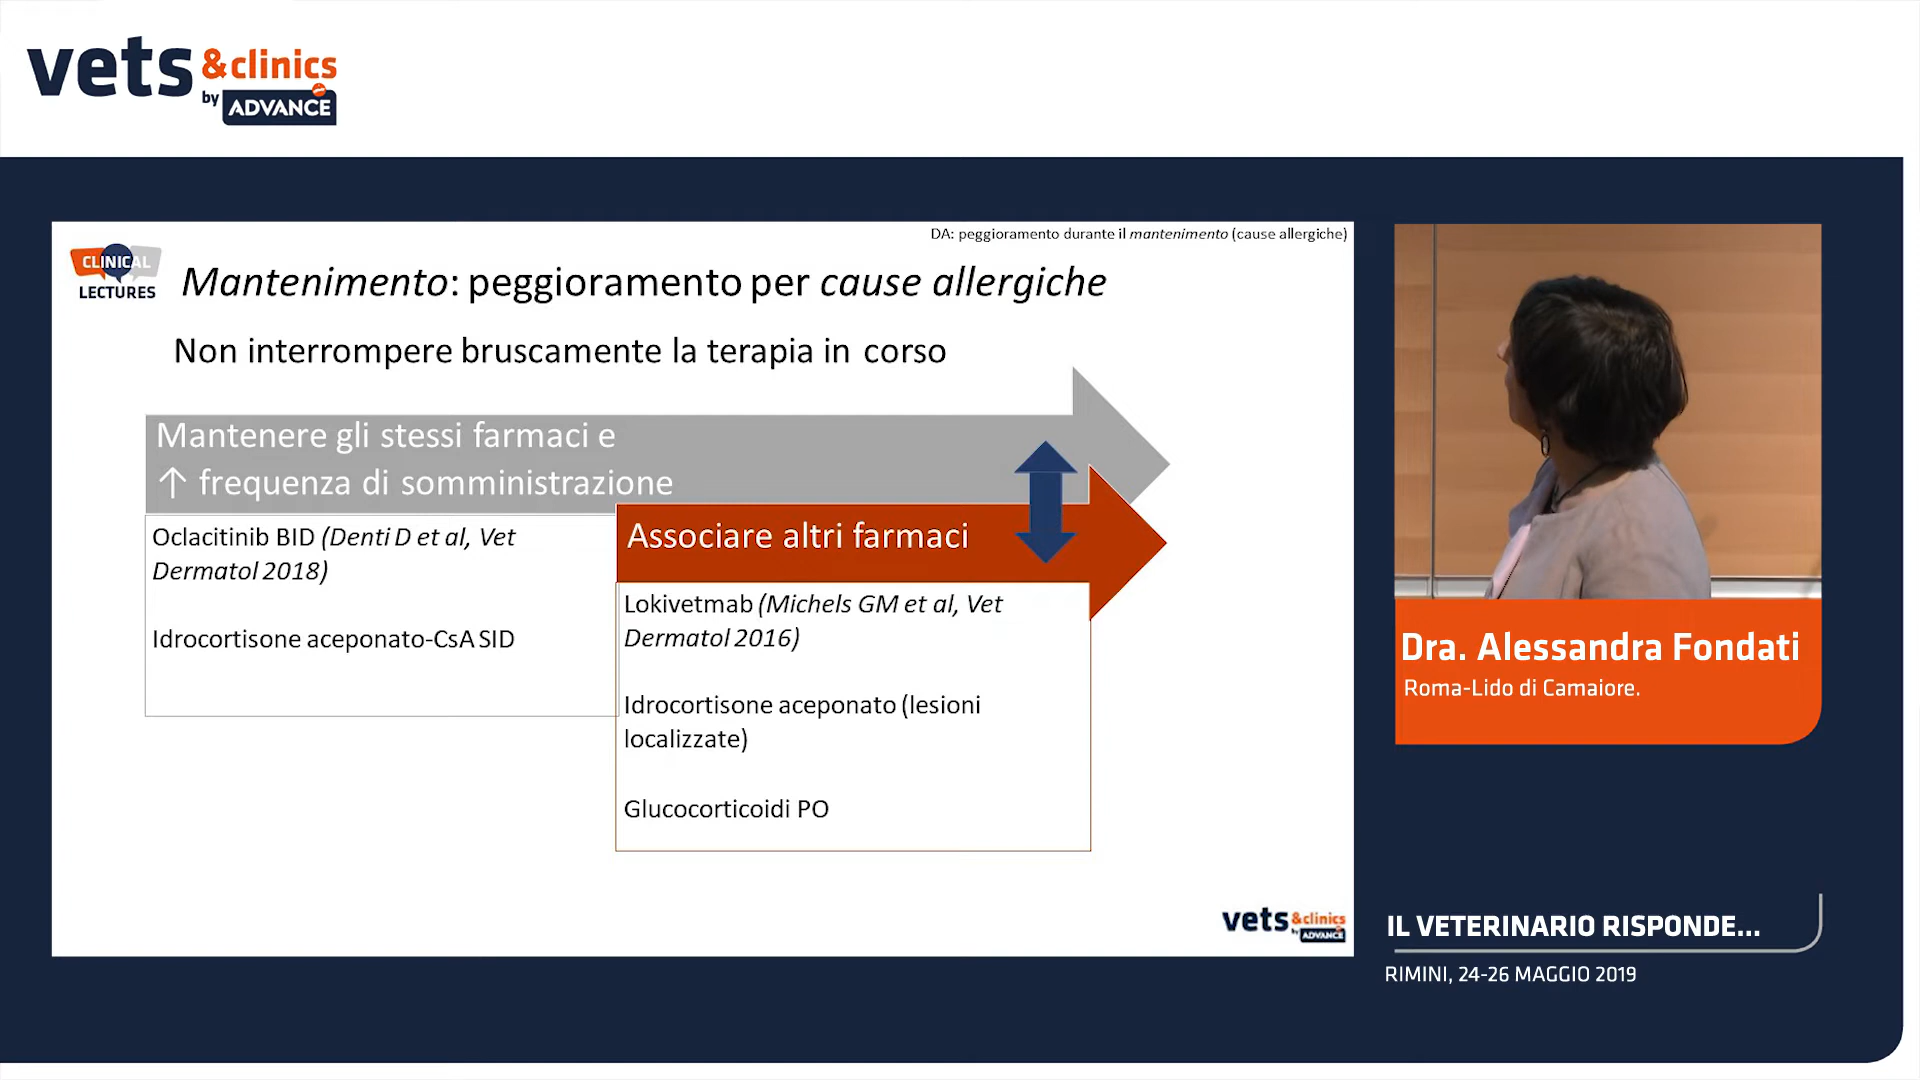 vets &clinics
by ADVANCE
DA: peggioramento durante il mantenimento (cause allergiche)
CLINICAL
LECTURES
Mantenimento: peggioramento per cause allergiche
Non interrompere bruscamente la terapia in corso
Mantenere gli stessi farmaci e
↑ frequenza di somministrazione
Oclacitinib BID (Denti D et al, Vet
Dermatol 2018)
Idrocortisone aceponato-CsA SID
Associare altri farmaci
Lokivetmab (Michels GM et al, Vet
Dermatol 2016)
Idrocortisone aceponato (lesioni
localizzate)
Glucocorticoidi PO
vets &clinics
by ADVANCE
Dra. Alessandra Fondati
Roma-Lido di Camaiore.
IL VETERINARIO RISPONDE...
RIMINI, 24-26 MAGGIO 2019